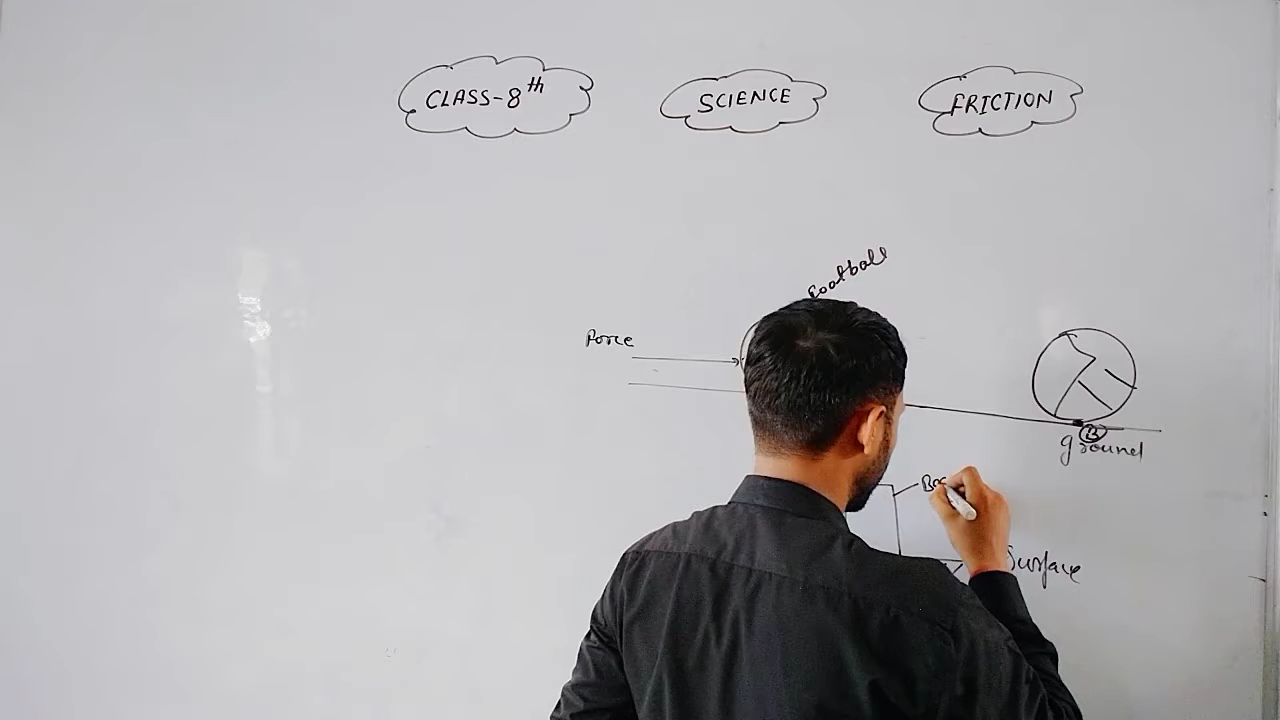 CLASS-8th
SCIENCE
FRICTION
Football
Force
B
ground
Surface